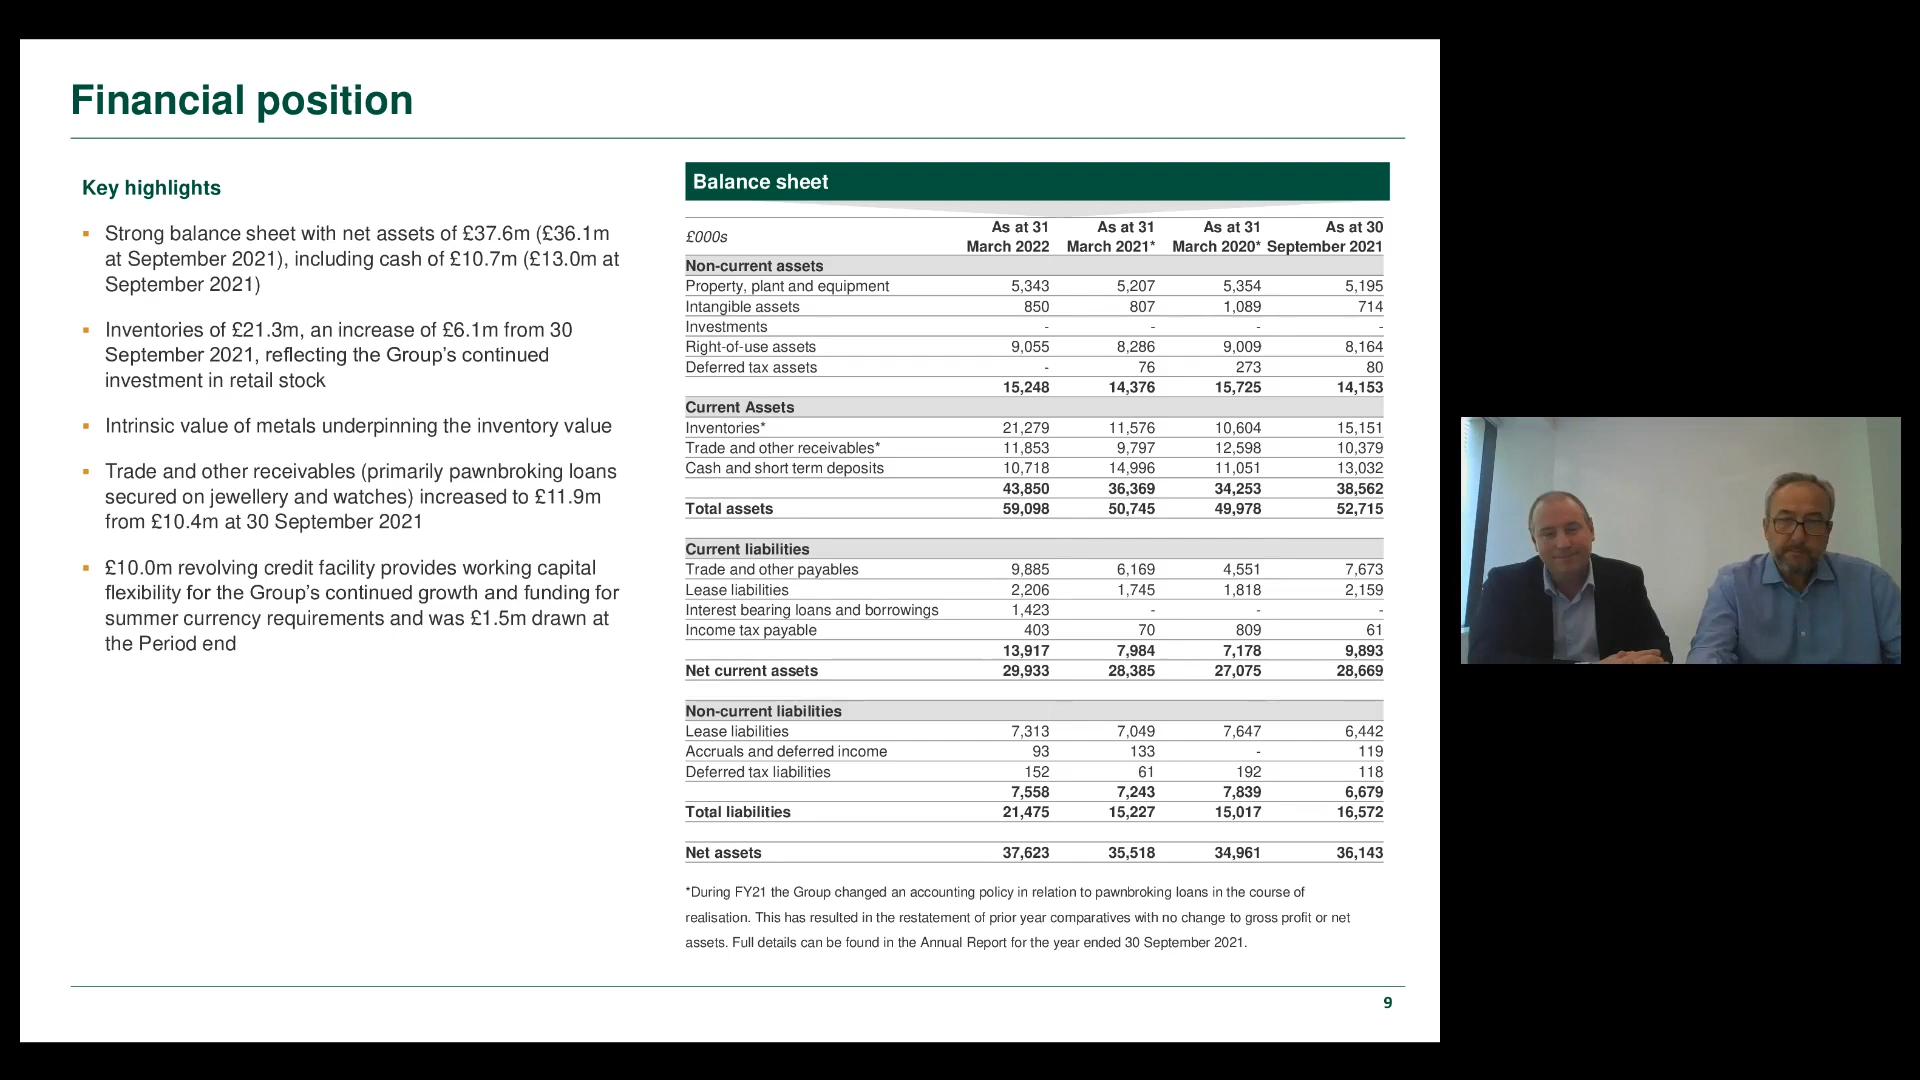 Financial position
Key highlights
▪ Strong balance sheet with net assets of £37.6m (£36.1m
at September 2021), including cash of £10.7m (£13.0m at
September 2021)
▪ Inventories of £21.3m, an increase of £6.1m from 30
September 2021, reflecting the Group's continued
investment in retail stock
▪ Intrinsic value of metals underpinning the inventory value
▪ Trade and other receivables (primarily pawnbroking loans
secured on jewellery and watches) increased to £11.9m
from £10.4m at 30 September 2021
▪ £10.0m revolving credit facility provides working capital
flexibility for the Group's continued growth and funding for
summer currency requirements and was £1.5m drawn at
the Period end
Balance sheet
As at 31 As at 31 As at 31 As at 30
£000s
March 2022 March 2021* March 2020* September 2021
Non-current assets
Property, plant and equipment 5,343 5,207 5,354 5,195
Intangible assets 850 807 1,089 714
Investments - - - -
Right-of-use assets 9,055 8,286 9,009 8,164
Deferred tax assets - 76 273 80
15,248 14,376 15,725 14,153
Current Assets
Inventories* 21,279 11,576 10,604 15,151
Trade and other receivables* 11,853 9,797 12,598 10,379
Cash and short term deposits 10,718 14,996 11,051 13,032
43,850 36,369 34,253 38,562
Total assets 59,098 50,745 49,978 52,715
Current liabilities
Trade and other payables 9,885 6,169 4,551 7,673
Lease liabilities 2,206 1,745 1,818 2,159
Interest bearing loans and borrowings 1,423 - - -
Income tax payable 403 70 809 61
13,917 7,984 7,178 9,893
Net current assets 29,933 28,385 27,075 28,669
Non-current liabilities
Lease liabilities 7,313 7,049 7,647 6,442
Accruals and deferred income 93 133 - 119
Deferred tax liabilities 152 61 192 118
7,558 7,243 7,839 6,679
Total liabilities 21,475 15,227 15,017 16,572
Net assets 37,623 35,518 34,961 36,143
*During FY21 the Group changed an accounting policy in relation to pawnbroking loans in the course of
realisation. This has resulted in the restatement of prior year comparatives with no change to gross profit or net
assets. Full details can be found in the Annual Report for the year ended 30 September 2021.
9